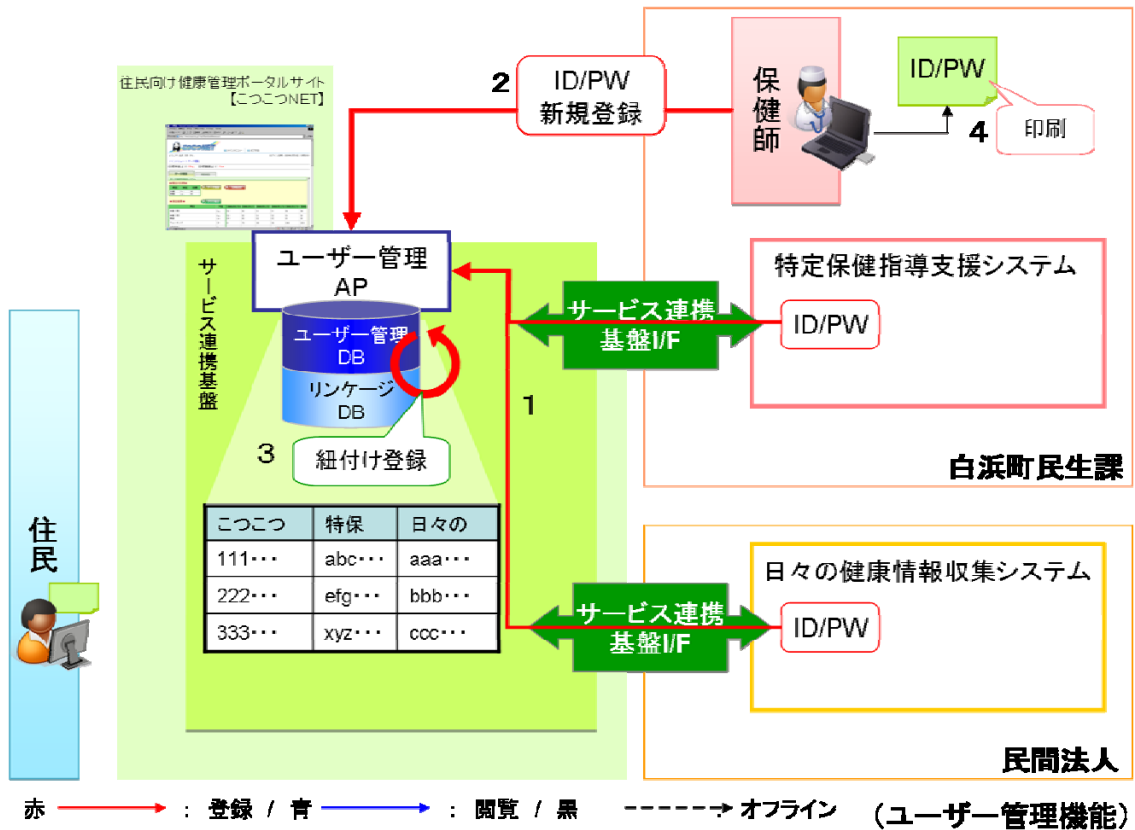 住民向け健康管理ポータルサイト
【こつこつNET】
2
ID/PW
新規登録
保健師
ID/PW
4
印刷
ユーザー管理
AP
サービス連携基盤
ユーザー管理
DB
リンケージ
DB
3
紐付け登録
1
サービス連携
基盤I/F
特定保健指導支援システム
ID/PW
白浜町民生課
こつこつ 特保 日々の
111・・・ abc・・・ aaa・・・
222・・・ efg・・・ bbb・・・
333・・・ xyz・・・ ccc・・・
住民
サービス連携
基盤I/F
日々の健康情報収集システム
ID/PW
民間法人
赤 : 登録 / 青 : 閲覧 / 黒 : オフライン (ユーザー管理機能)